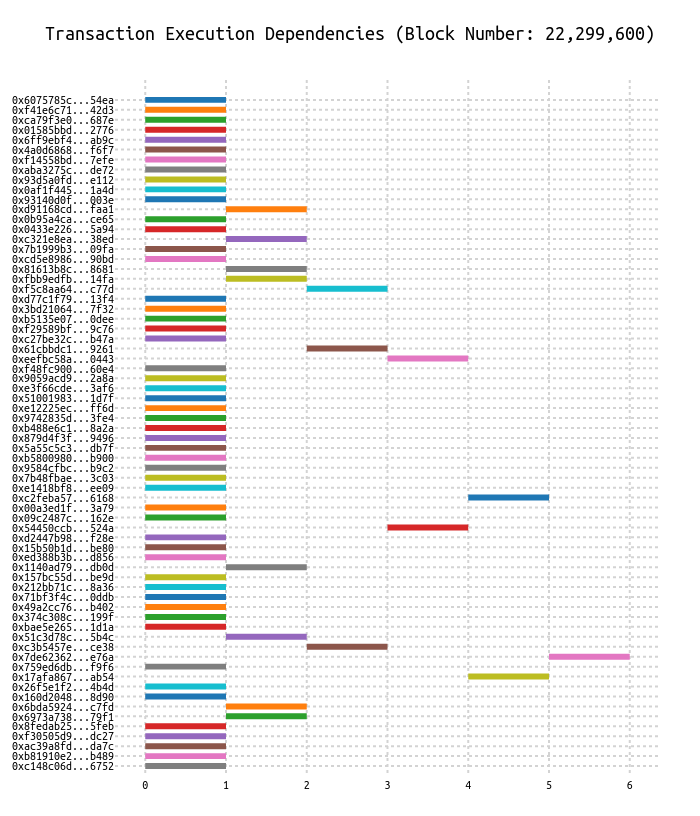 Transaction Execution Dependencies (Block Number: 22,299,600)
0x6075785c...54ea
0xf41e6c71...42d3
0xca79f3e0...687e
0x01585bbd...2776
0x6ff9ebf4...ab9c
0x4a0d6868...f6f7
0xf14558bd...7efe
0xaba3275c...de72
0x93d5a0fd...e112
0x0af1f445...1a4d
0x93140d0f...003e
0xd91168cd...faa1
0x0b95a4ca...ce65
0x0433e226...5a94
0xc321e8ea...38ed
0x7b1999b3...09fa
0xcd5e8986...90bd
0x81613b8c...8681
0xfbb9edfb...14fa
0xf5c8aa64...c77d
0xd77c1f79...13f4
0x3bd21064...7f32
0xb5135e07...0dee
0xf29589bf...9c76
0xc27be32c...b47a
0x61cbbdc1...9261
0xeefbc58a...0443
0xf48fc900...60e4
0x9059acd9...2a8a
0xe3f66cde...3af6
0x51001983...1d7f
0xe12225ec...ff6d
0x9742835d...3fe4
0xb488e6c1...8a2a
0x879d4f3f...9496
0x5a55c5c3...db7f
0xb5800980...b900
0x9584cfbc...b9c2
0x7b48fbae...3c03
0xe1418bf8...ee09
0xc2feba57...6168
0x00a3ed1f...3a79
0x09c2487c...162e
0x54450ccb...524a
0xd2447b98...f28e
0x15b50b1d...be80
0xed388b3b...d856
0x1140ad79...db0d
0x157bc55d...be9d
0x212bb71c...8a36
0x71bf3f4c...0ddb
0x49a2cc76...b402
0x374c308c...199f
0xbae5e265...1d1a
0x51c3d78c...5b4c
0xc3b5457e...ce38
0x7de62362...e76a
0x759ed6db...f9f6
0x17afa867...ab54
0x26f5e1f2...4b4d
0x160d2048...8d90
0x6bda5924...c7fd
0x6973a738...79f1
0x8fedab25...5feb
0xf30505d9...dc27
0xac39a8fd...da7c
0xb81910e2...b489
0xc148c06d...6752
0 1 2 3 4 5 6